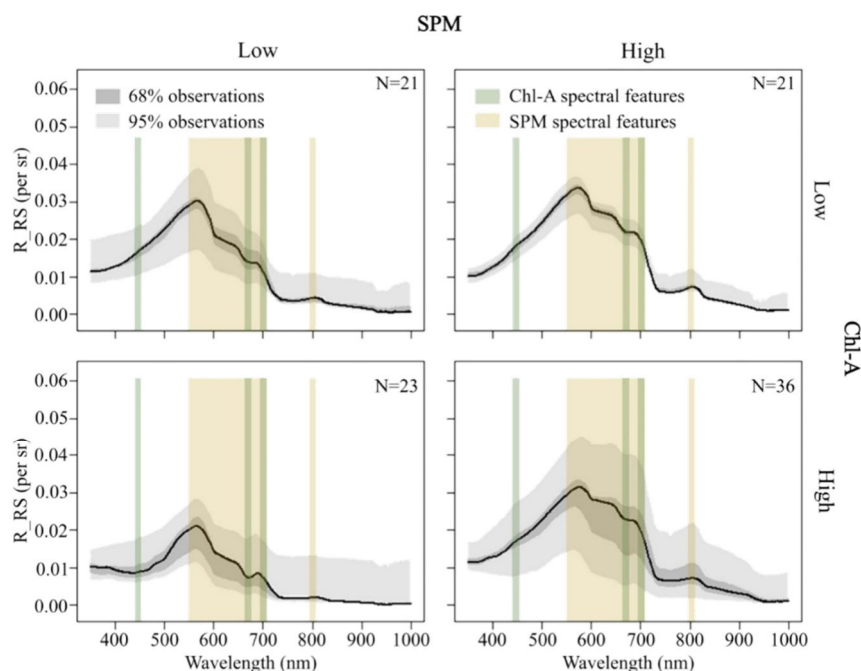 SPM
Low
High
0.06
0.05
0.04
0.03
0.02
0.01
0.00
R_RS (per sr)
68% observations
95% observations
N=21
Chl-A spectral features
SPM spectral features
N=21
Low
Chl-A
0.06
0.05
0.04
0.03
0.02
0.01
0.00
R_RS (per sr)
N=23
N=36
High
400 500 600 700 800 900 1000
Wavelength (nm)
400 500 600 700 800 900 1000
Wavelength (nm)